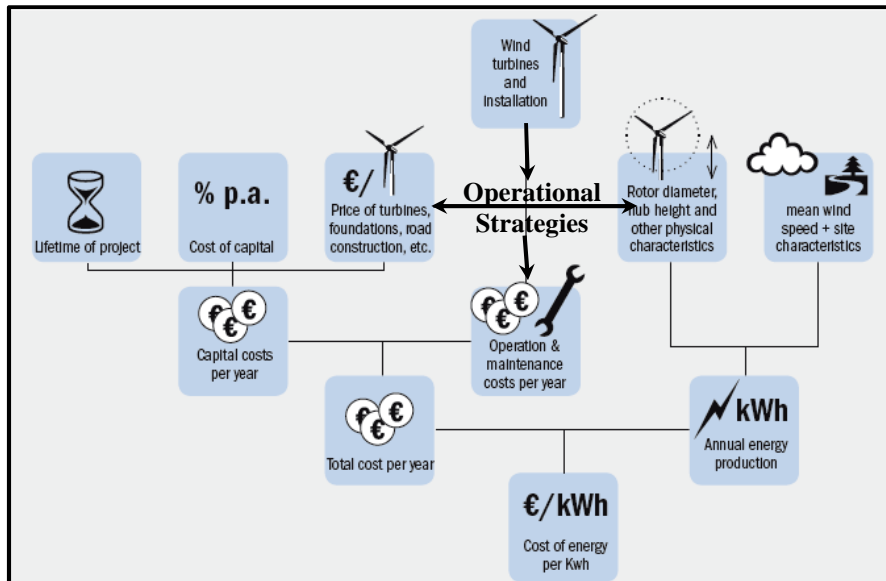 Wind
turbines
and
installation
Lifetime of project
% p.a.
Cost of capital
€/
Price of turbines,
foundations, road
construction, etc.
Operational
Strategies
Rotor diameter,
hub height and
other physical
characteristics
mean wind
speed + site
characteristics
€ € €
Capital costs
per year
€ € €
Operation &
maintenance
costs per year
€ € €
Total cost per year
kWh
Annual energy
production
€/kWh
Cost of energy
per Kwh